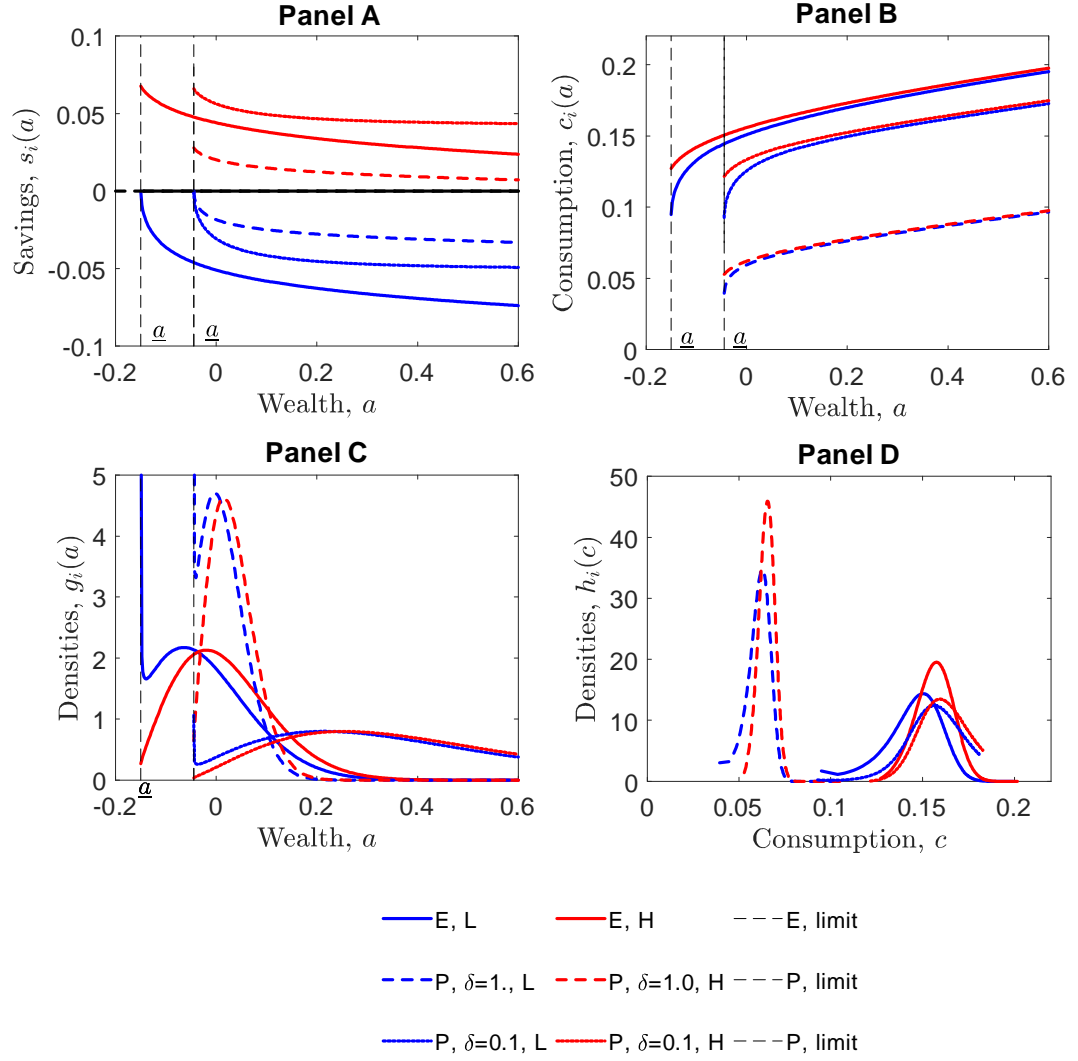 Panel A
Savings, s_i(a)
0.1
0.05
0
-0.05
-0.1
a a
-0.2 0 0.2 0.4 0.6
Wealth, a
Panel B
Consumption, c_i(a)
0.2
0.15
0.1
0.05
0
a a
-0.2 0 0.2 0.4 0.6
Wealth, a
Panel C
Densities, g_i(a)
5
4
3
2
1
0
a
-0.2 0 0.2 0.4 0.6
Wealth, a
Panel D
Densities, h_i(c)
50
40
30
20
10
0
0 0.05 0.1 0.15 0.2
Consumption, c
E, L E, H E, limit
P, δ=1., L P, δ=1.0, H P, limit
P, δ=0.1, L P, δ=0.1, H P, limit